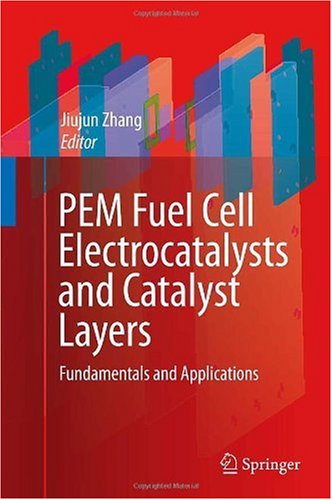 Jiujun Zhang
Editor
PEM Fuel Cell
Electrocatalysts
and Catalyst
Layers
Fundamentals and Applications
Springer